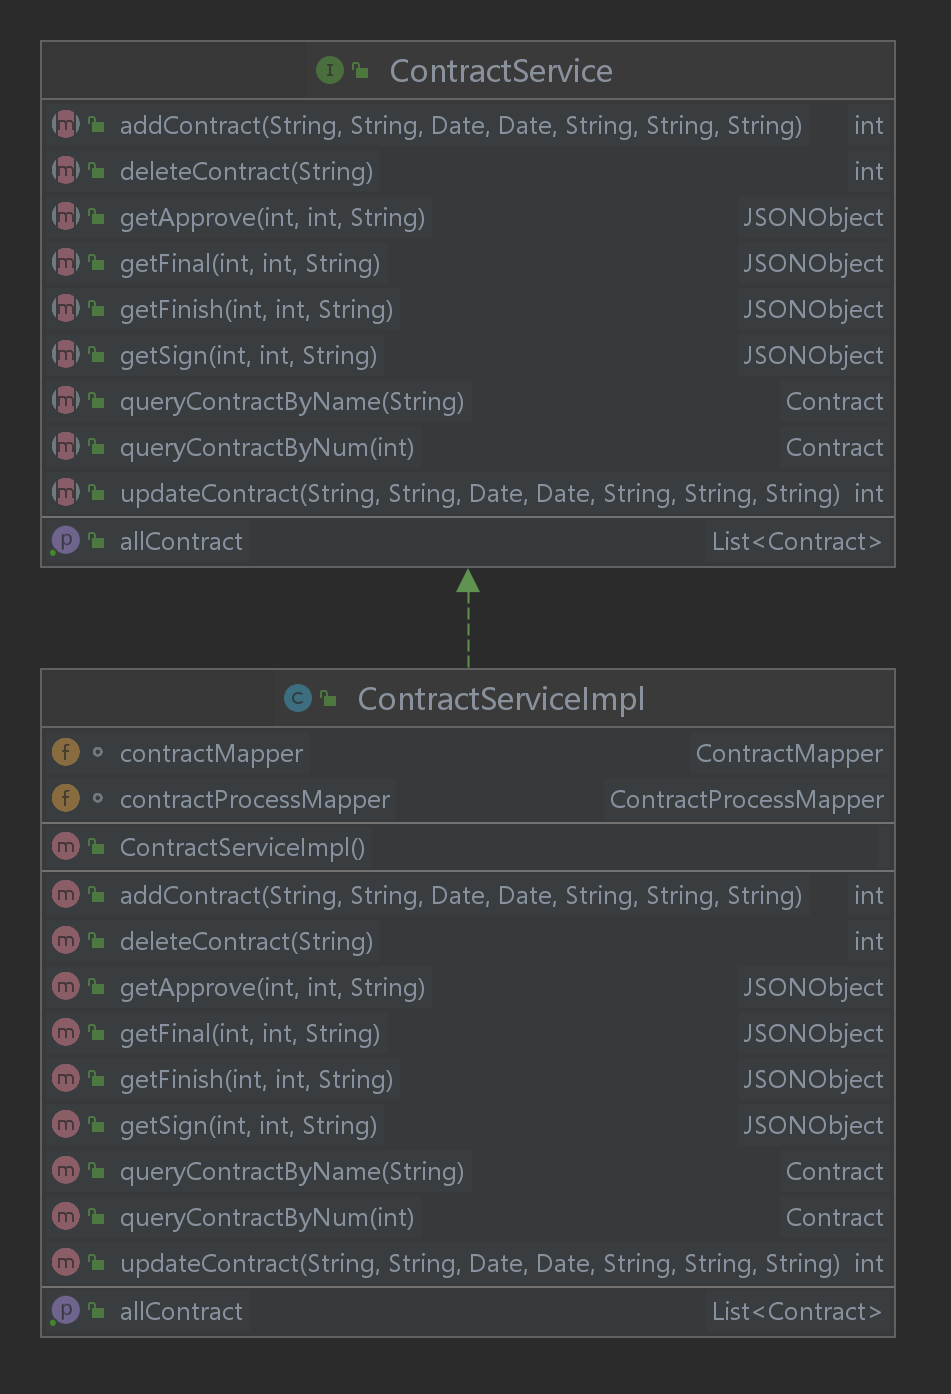 I ContractService
m addContract(String, String, Date, Date, String, String, String) int
m deleteContract(String) int
m getApprove(int, int, String) JSONObject
m getFinal(int, int, String) JSONObject
m getFinish(int, int, String) JSONObject
m getSign(int, int, String) JSONObject
m queryContractByName(String) Contract
m queryContractByNum(int) Contract
m updateContract(String, String, Date, Date, String, String, String) int
p allContract List<Contract>
C ContractServiceImpl
f contractMapper ContractMapper
f contractProcessMapper ContractProcessMapper
m ContractServiceImpl()
m addContract(String, String, Date, Date, String, String, String) int
m deleteContract(String) int
m getApprove(int, int, String) JSONObject
m getFinal(int, int, String) JSONObject
m getFinish(int, int, String) JSONObject
m getSign(int, int, String) JSONObject
m queryContractByName(String) Contract
m queryContractByNum(int) Contract
m updateContract(String, String, Date, Date, String, String, String) int
p allContract List<Contract>